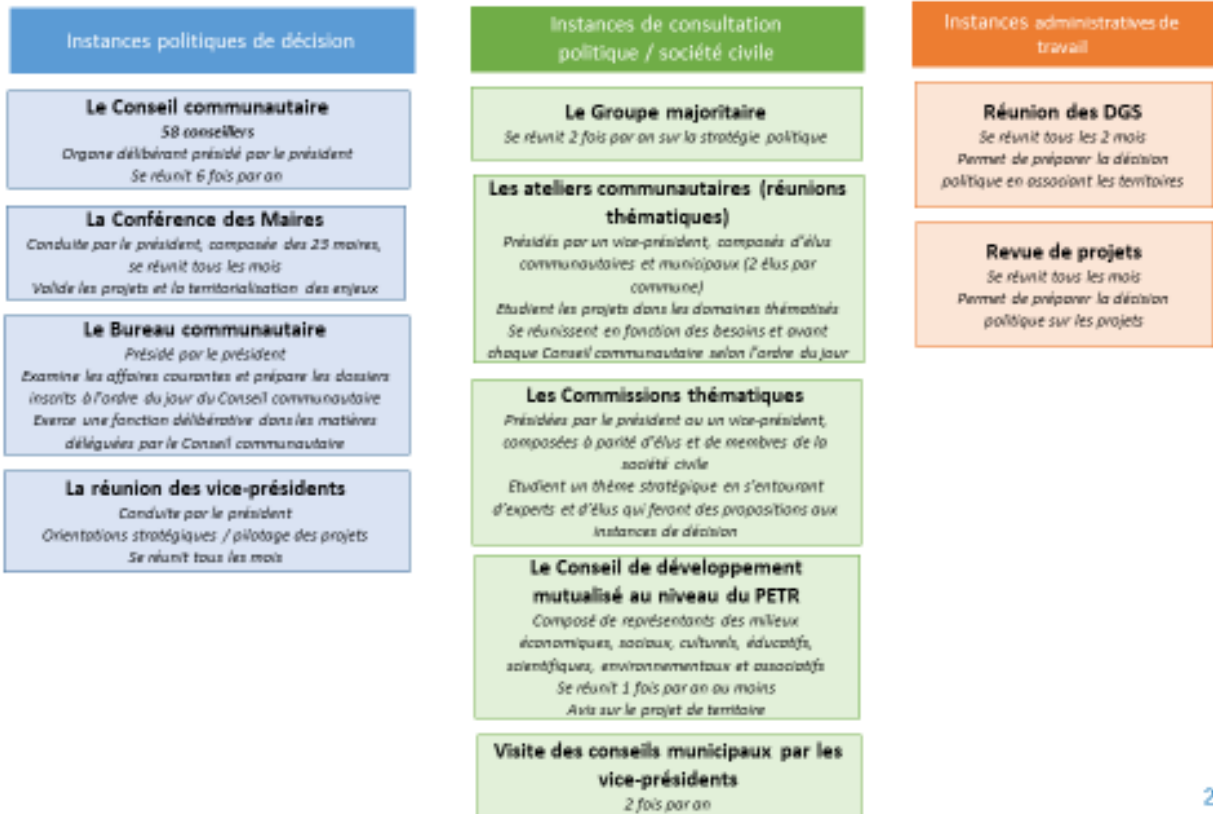 Instances politiques de décision
Le Conseil communautaire
58 conseillers
Organe délibérant présidé par le président
Se réunit 6 fois par an
La Conférence des Maires
Conduite par le président, composée des 23 maires,
se réunit tous les mois
Valide les projets et la territorialisation des enjeux
Le Bureau communautaire
Présidé par le président
Examine les affaires courantes et prépare les dossiers
inscrits à l'ordre du jour du Conseil communautaire
Exerce une fonction délibérative dans les matières
déléguées par le Conseil communautaire
La réunion des vice-présidents
Conduite par le président
Orientations stratégiques / pilotage des projets
Se réunit tous les mois
Instances de consultation
politique / société civile
Le Groupe majoritaire
Se réunit 2 fois par an sur la stratégie politique
Les ateliers communautaires (réunions
thématiques)
Présidés par un vice-président, composés d'élus
communautaires et municipaux (2 élus par
commune)
Etudient les projets dans les domaines thématisés
Se réunissent en fonction des besoins et avant
chaque Conseil communautaire selon l'ordre du jour
Les Commissions thématiques
Présidées par le président ou un vice-président,
composées à parité d'élus et de membres de la
société civile
Etudient un thème stratégique en s'entourant
d'experts et d'élus qui feront des propositions aux
instances de décision
Le Conseil de développement
mutualisé au niveau du PETR
Composé de représentants des milieux
économiques, sociaux, culturels, éducatifs,
scientifiques, environnementaux et associatifs
Se réunit 1 fois par an au moins
Avis sur le projet de territoire
Visite des conseils municipaux par les
vice-présidents
2 fois par an
Instances administratives de
travail
Réunion des DGS
Se réunit tous les 2 mois
Permet de préparer la décision
politique en associant les territoires
Revue de projets
Se réunit tous les mois
Permet de préparer la décision
politique sur les projets
2